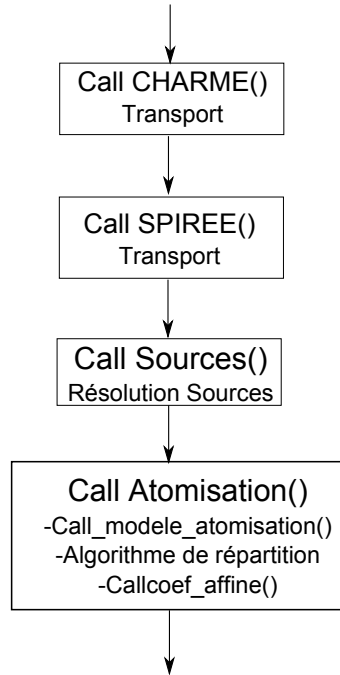 Call CHARME()
Transport
Call SPIREE()
Transport
Call Sources()
Résolution Sources
Call Atomisation()
-Call_modele_atomisation()
-Algorithme de répartition
-Callcoef_affine()